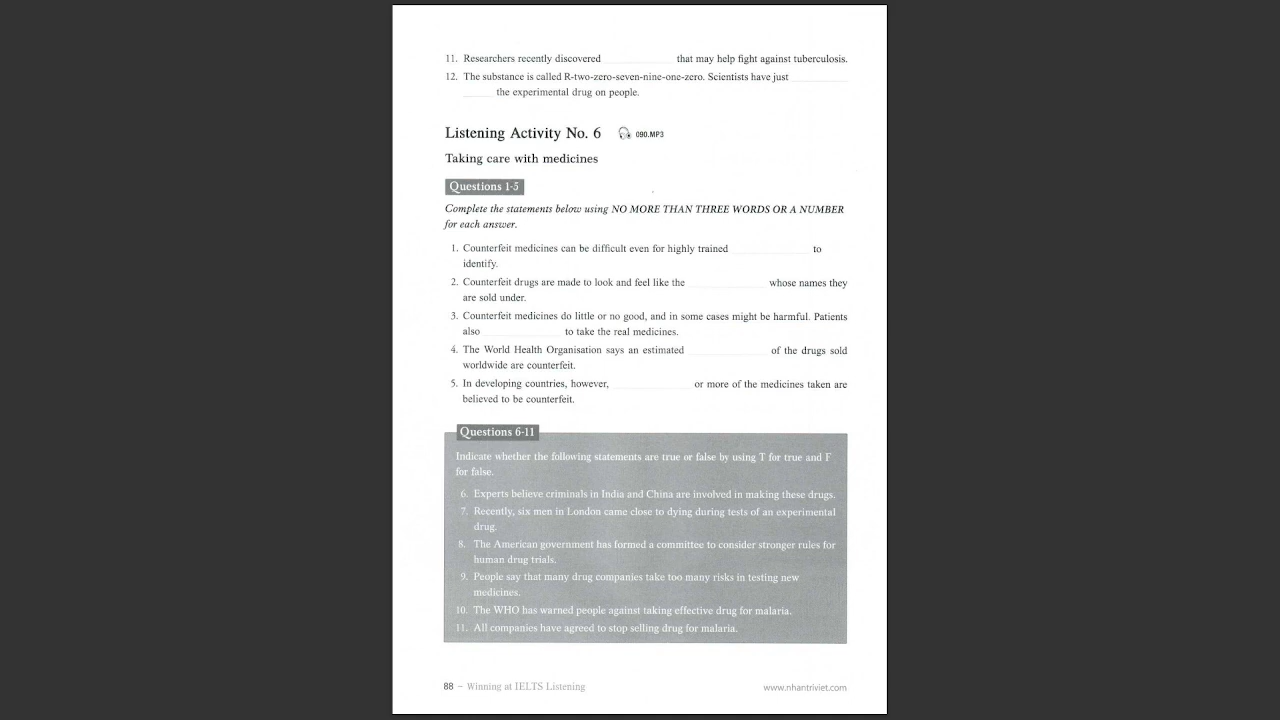 11. Researchers recently discovered that may help fight against tuberculosis.
12. The substance is called R-two-zero-seven-nine-one-zero. Scientists have just
the experimental drug on people.
Listening Activity No. 6 090.MP3
Taking care with medicines
Questions 1-5
Complete the statements below using NO MORE THAN THREE WORDS OR A NUMBER
for each answer.
1. Counterfeit medicines can be difficult even for highly trained to
identify.
2. Counterfeit drugs are made to look and feel like the whose names they
are sold under.
3. Counterfeit medicines do little or no good, and in some cases might be harmful. Patients
also to take the real medicines.
4. The World Health Organisation says an estimated of the drugs sold
worldwide are counterfeit.
5. In developing countries, however, or more of the medicines taken are
believed to be counterfeit.
Questions 6-11
Indicate whether the following statements are true or false by using T for true and F
for false.
6. Experts believe criminals in India and China are involved in making these drugs.
7. Recently, six men in London came close to dying during tests of an experimental
drug.
8. The American government has formed a committee to consider stronger rules for
human drug trials.
9. People say that many drug companies take too many risks in testing new
medicines.
10. The WHO has warned people against taking effective drug for malaria.
11. All companies have agreed to stop selling drug for malaria.
88 – Winning at IELTS Listening
www.nhantriviet.com